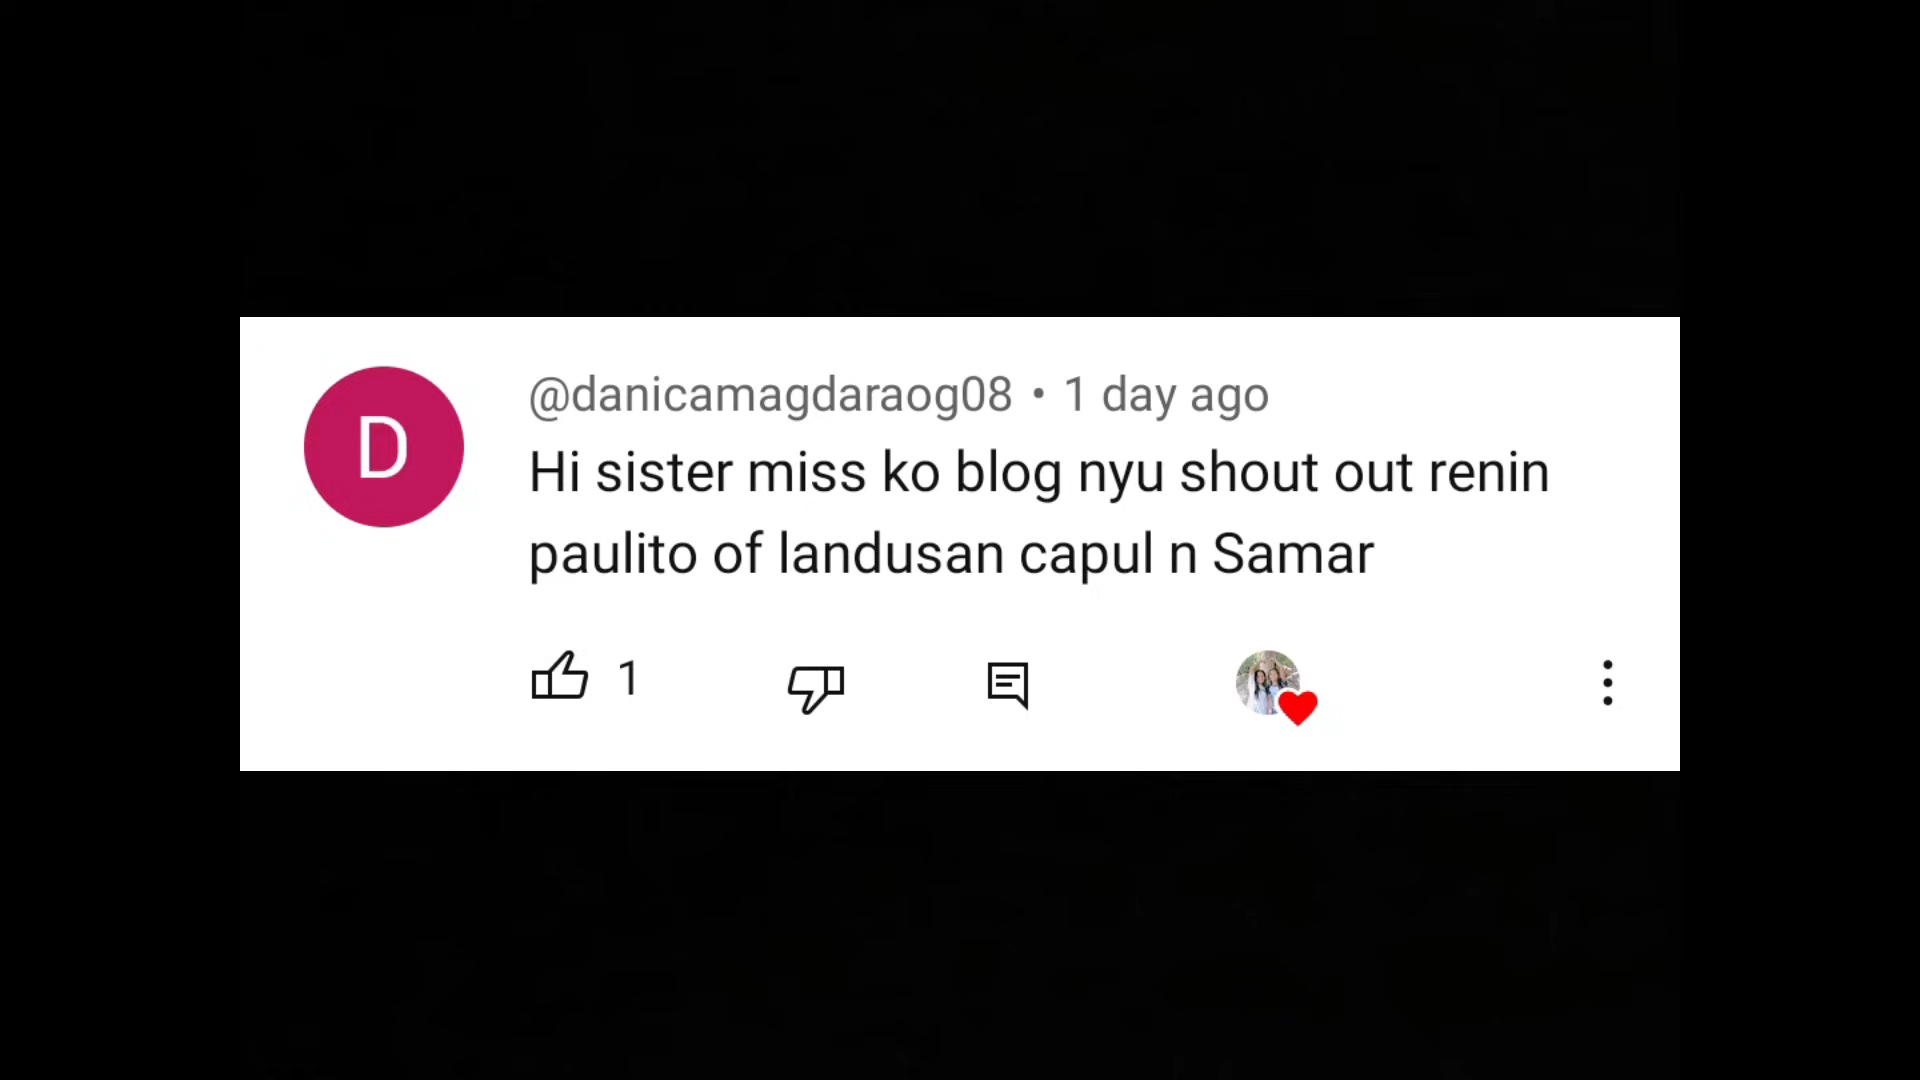 D
@danicamagdaraog08 • 1 day ago
Hi sister miss ko blog nyu shout out renin
paulito of landusan capul n Samar
1